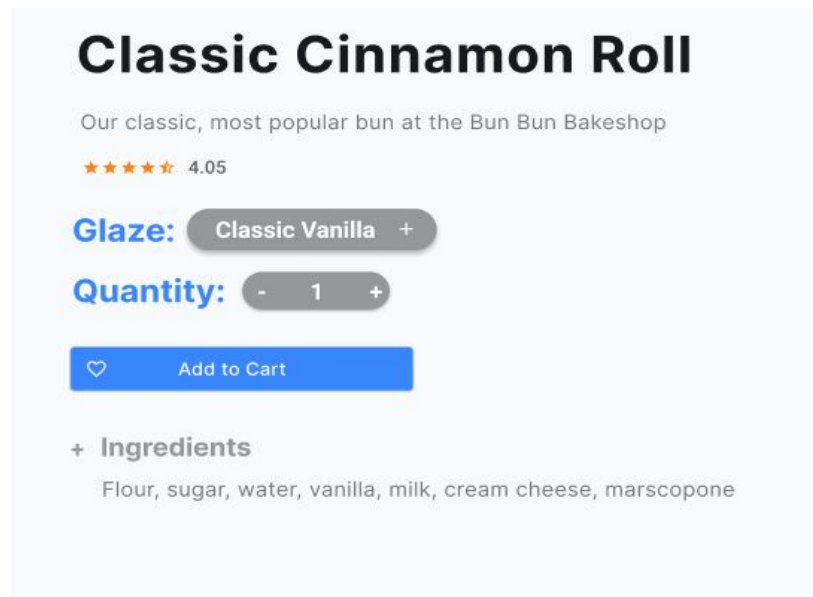 Classic Cinnamon Roll
Our classic, most popular bun at the Bun Bun Bakeshop
4.05
Glaze: Classic Vanilla +
Quantity: - 1 +
Add to Cart
+ Ingredients
Flour, sugar, water, vanilla, milk, cream cheese, marscopone